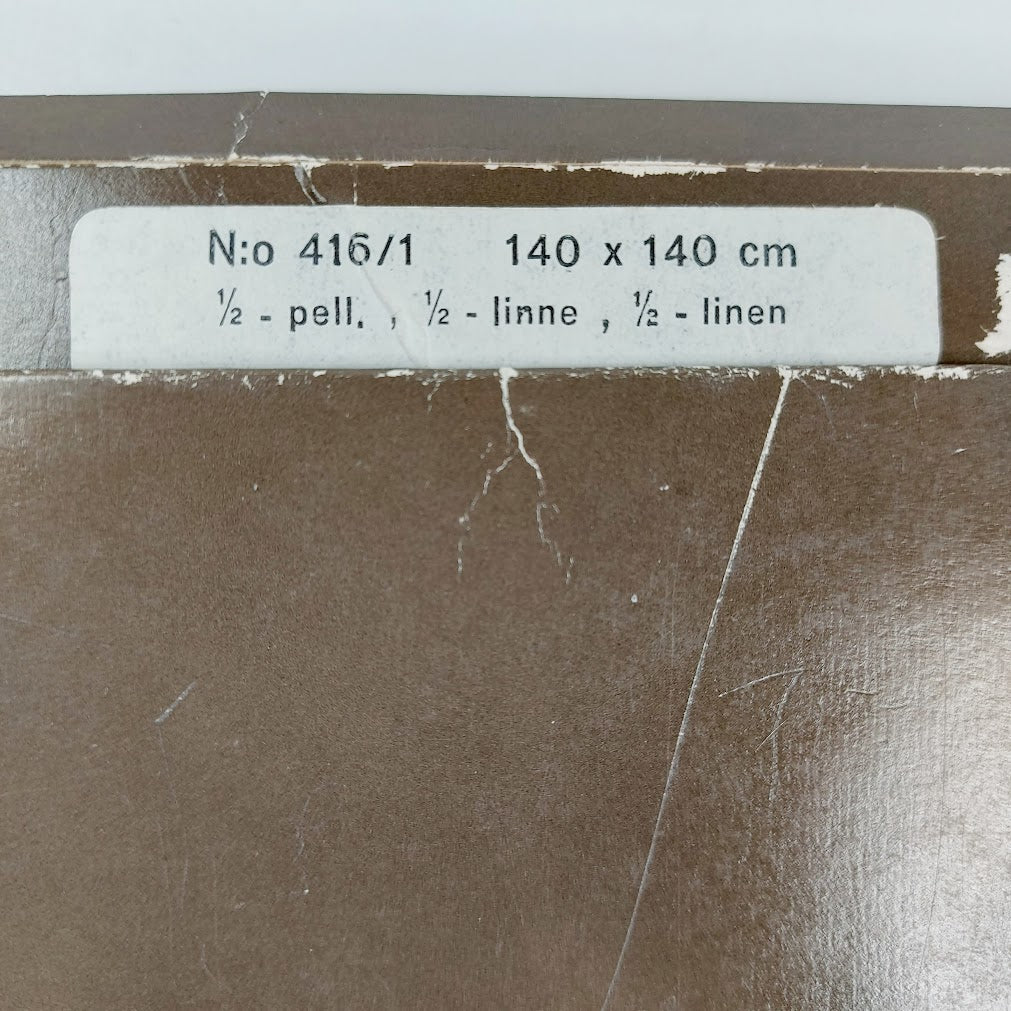 N:o 416/1 140 x 140 cm
½ - pell. , ½ - linne , ½ - linen